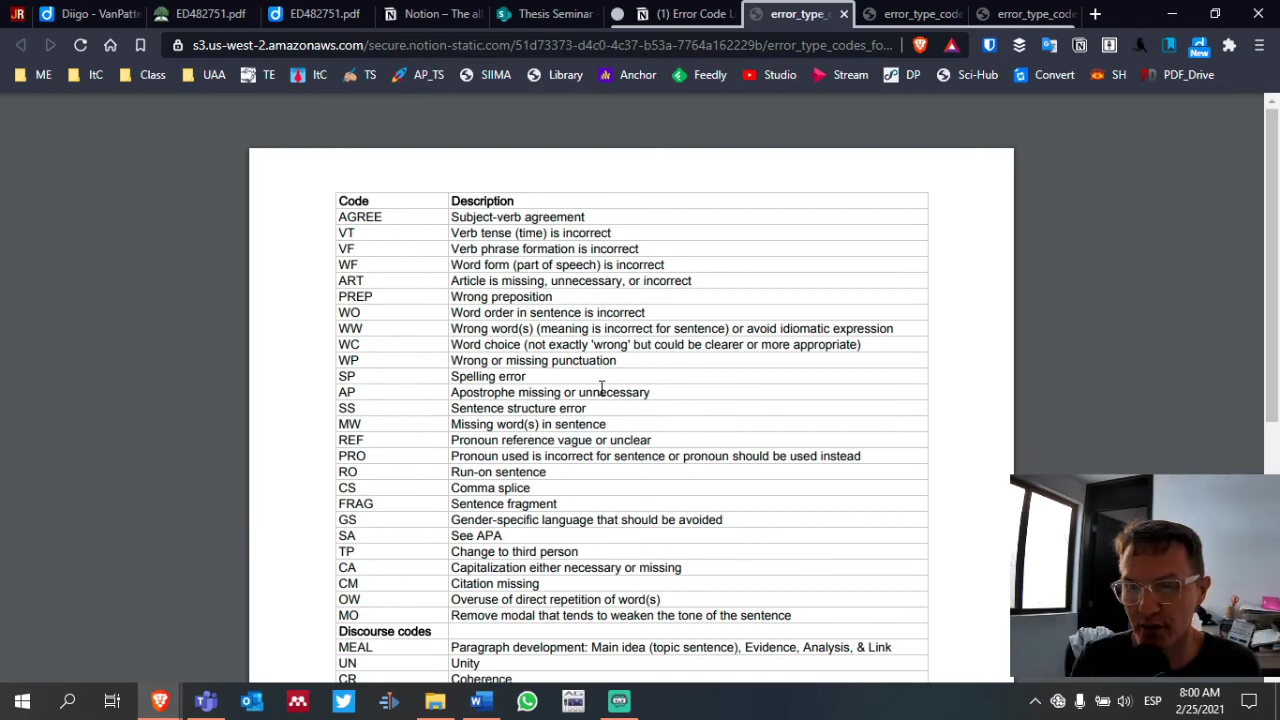 Diigo - VanPatte
ED482751.pdf
ED482751.pdf
Notion – The all
Thesis Seminar -
(1) Error Code L
error_type_c
error_type_code
error_type_code
s3.us-west-2.amazonaws.com/secure.notion-static.com/51d73373-d4c0-4c37-b53a-7764a162229b/error_type_codes_fo...
New
ME
ItC
Class
UAA
TE
ItC
TS
AP_TS
SIIMA
Library
Anchor
Feedly
Studio
Stream
DP
Sci-Hub
Convert
SH
PDF_Drive
Code Description
AGREE Subject-verb agreement
VT Verb tense (time) is incorrect
VF Verb phrase formation is incorrect
WF Word form (part of speech) is incorrect
ART Article is missing, unnecessary, or incorrect
PREP Wrong preposition
WO Word order in sentence is incorrect
WW Wrong word(s) (meaning is incorrect for sentence) or avoid idiomatic expression
WC Word choice (not exactly 'wrong' but could be clearer or more appropriate)
WP Wrong or missing punctuation
SP Spelling error
AP Apostrophe missing or unnecessary
SS Sentence structure error
MW Missing word(s) in sentence
REF Pronoun reference vague or unclear
PRO Pronoun used is incorrect for sentence or pronoun should be used instead
RO Run-on sentence
CS Comma splice
FRAG Sentence fragment
GS Gender-specific language that should be avoided
SA See APA
TP Change to third person
CA Capitalization either necessary or missing
CM Citation missing
OW Overuse of direct repetition of word(s)
MO Remove modal that tends to weaken the tone of the sentence
Discourse codes
MEAL Paragraph development: Main idea (topic sentence), Evidence, Analysis, & Link
UN Unity
CR Coherence
ESP
8:00 AM
2/25/2021